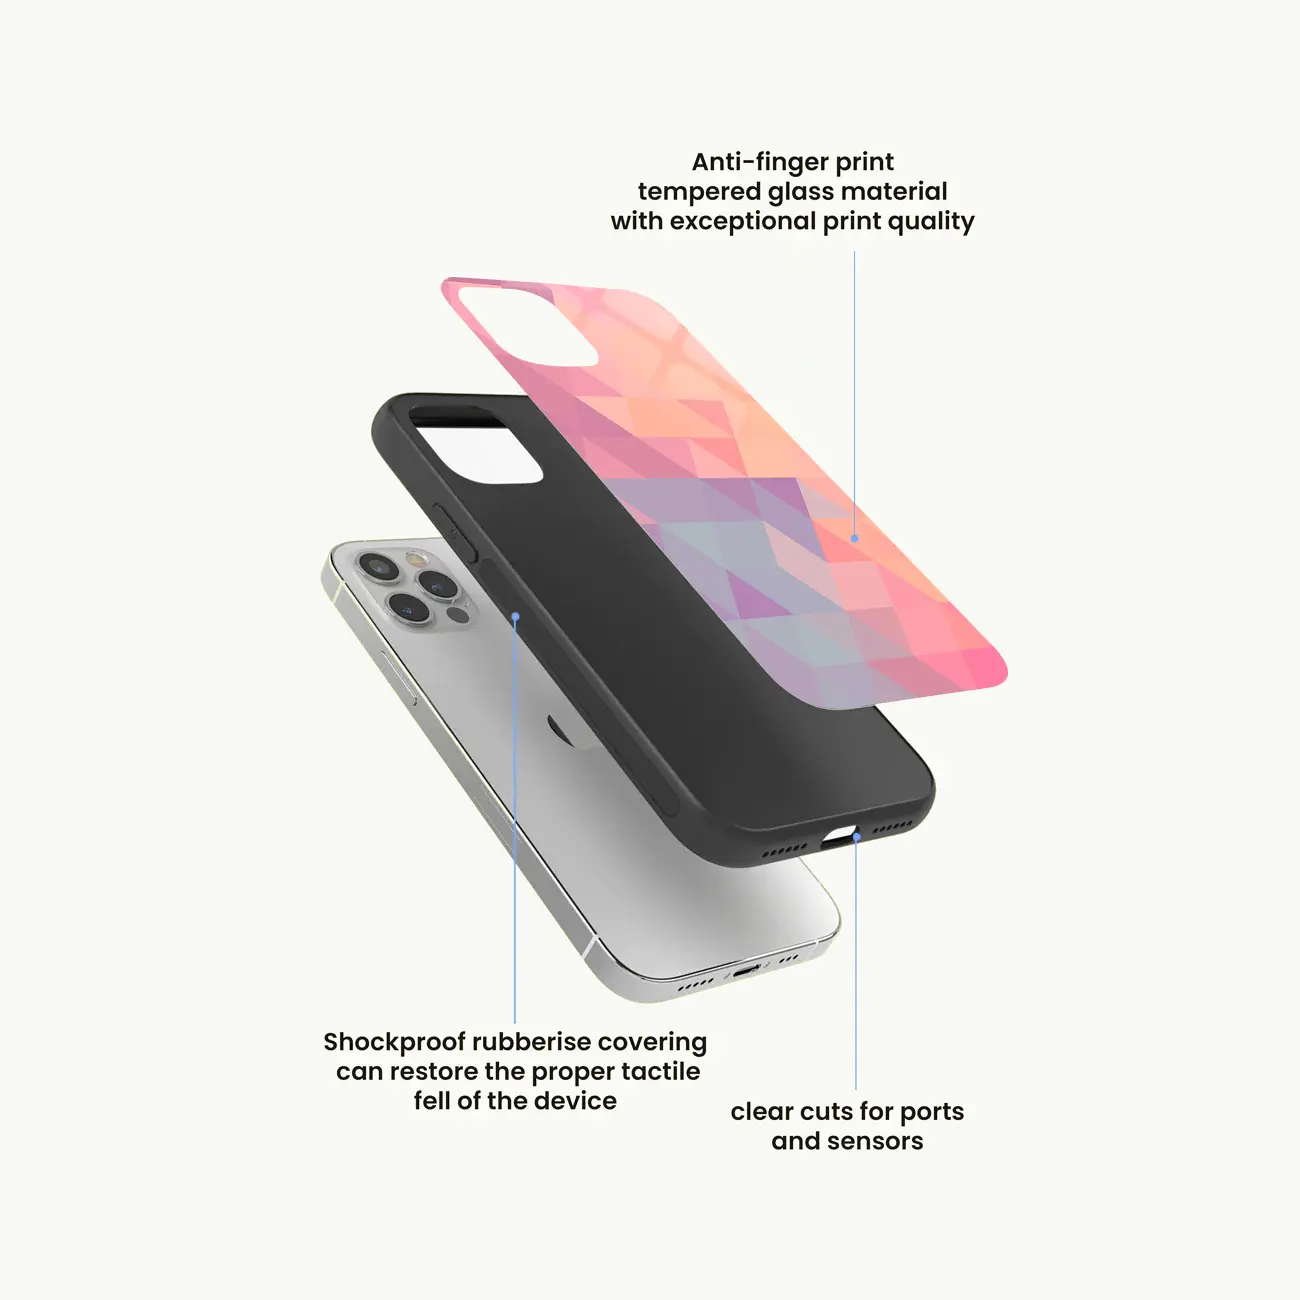 Anti-finger print
tempered glass material
with exceptional print quality
Shockproof rubberise covering
can restore the proper tactile
fell of the device
clear cuts for ports
and sensors